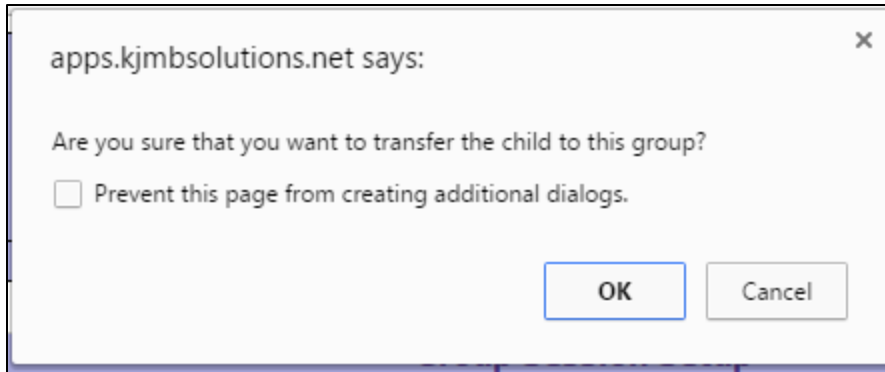 apps.kjmbsolutions.net says:
Are you sure that you want to transfer the child to this group?
Prevent this page from creating additional dialogs.
OK Cancel